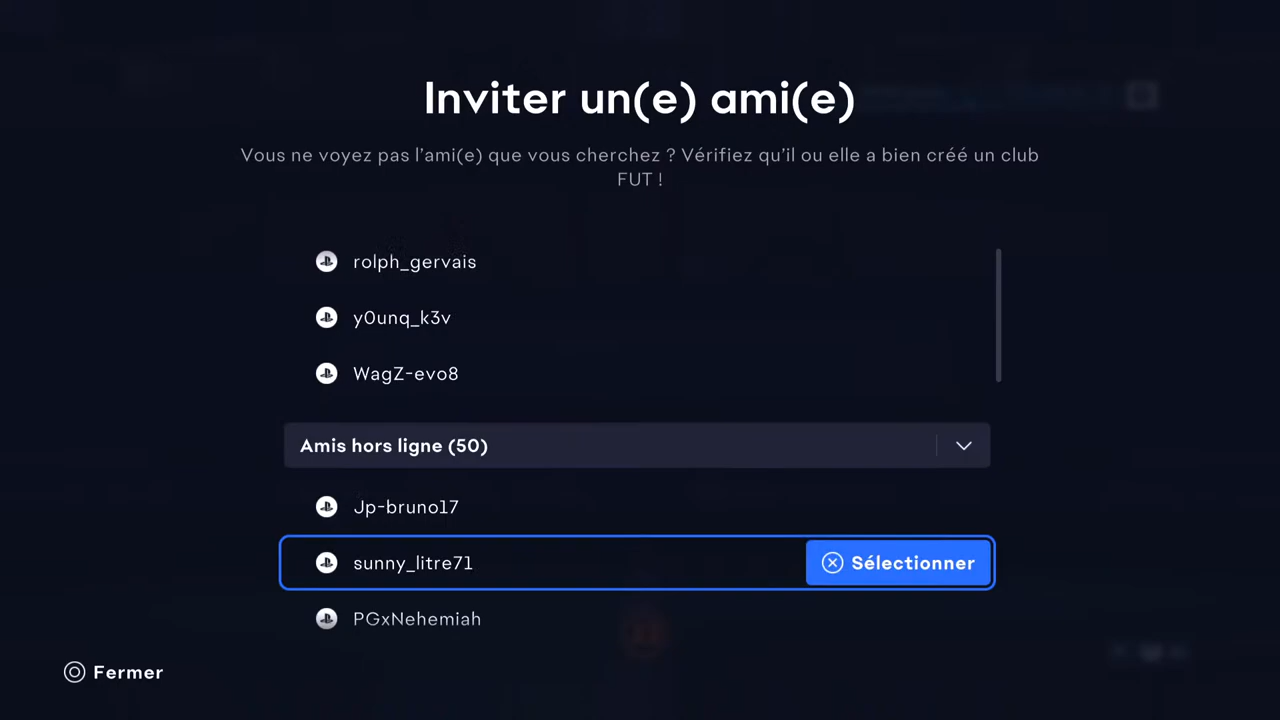 Inviter un(e) ami(e)
Vous ne voyez pas l'ami(e) que vous cherchez ? Vérifiez qu'il ou elle a bien créé un club
FUT !
rolph_gervais
y0unq_k3v
WagZ-evo8
Amis hors ligne (50)
Jp-bruno17
sunny_litre71
Sélectionner
PGxNehemiah
Fermer